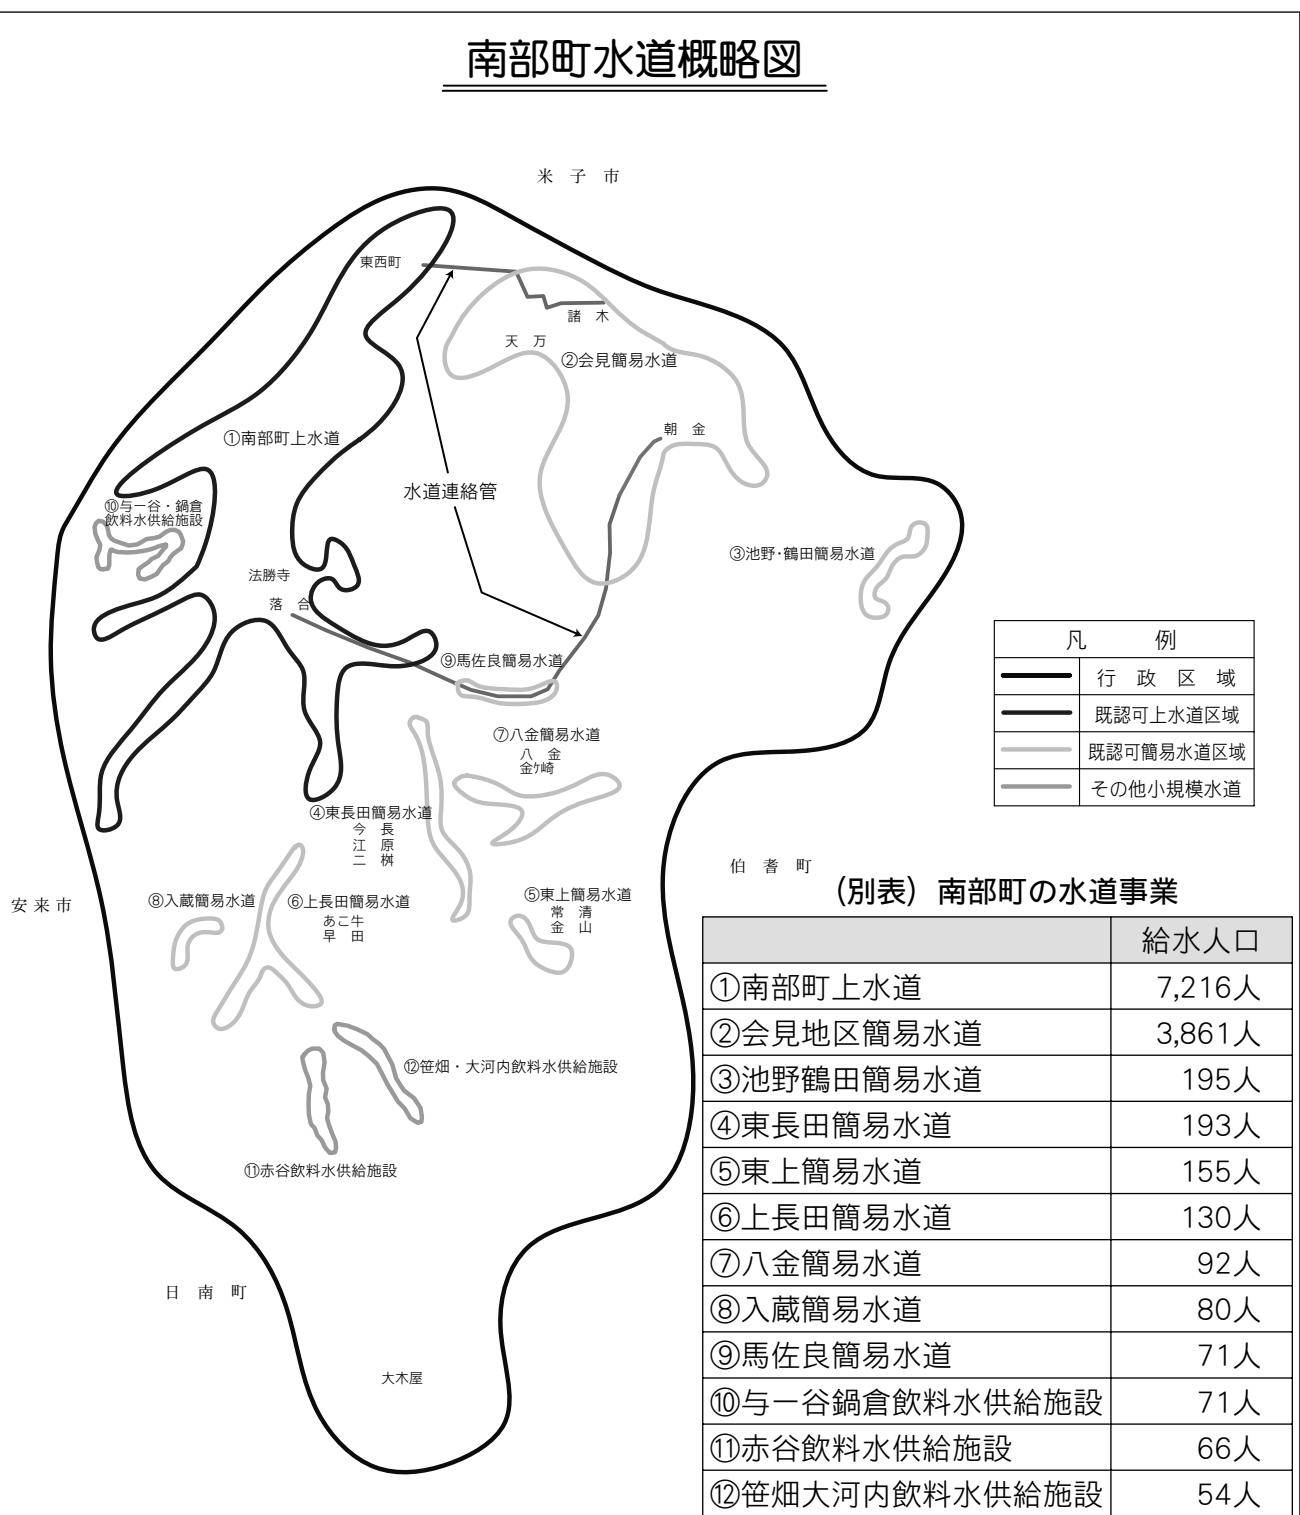 南部町水道概略図
米 子 市
東西町
諸 木
天 万
②会見簡易水道
朝 金
①南部町上水道
水道連絡管
⑩与一谷・鍋倉
飲料水供給施設
③池野・鶴田簡易水道
法勝寺
落 合
⑨馬佐良簡易水道
凡 例
行 政 区 域
既認可上水道区域
既認可簡易水道区域
その他小規模水道
⑦八金簡易水道
八 金
金ケ崎
④東長田簡易水道
今 長
江 原
二 桝
伯 耆 町
安 来 市
⑧入蔵簡易水道
⑥上長田簡易水道
あこ牛
早 田
⑤東上簡易水道
常 清
金 山
⑫笹畑・大河内飲料水供給施設
⑪赤谷飲料水供給施設
日 南 町
大木屋
(別表) 南部町の水道事業
給水人口
①南部町上水道 7,216人
②会見地区簡易水道 3,861人
③池野鶴田簡易水道 195人
④東長田簡易水道 193人
⑤東上簡易水道 155人
⑥上長田簡易水道 130人
⑦八金簡易水道 92人
⑧入蔵簡易水道 80人
⑨馬佐良簡易水道 71人
⑩与一谷鍋倉飲料水供給施設 71人
⑪赤谷飲料水供給施設 66人
⑫笹畑大河内飲料水供給施設 54人